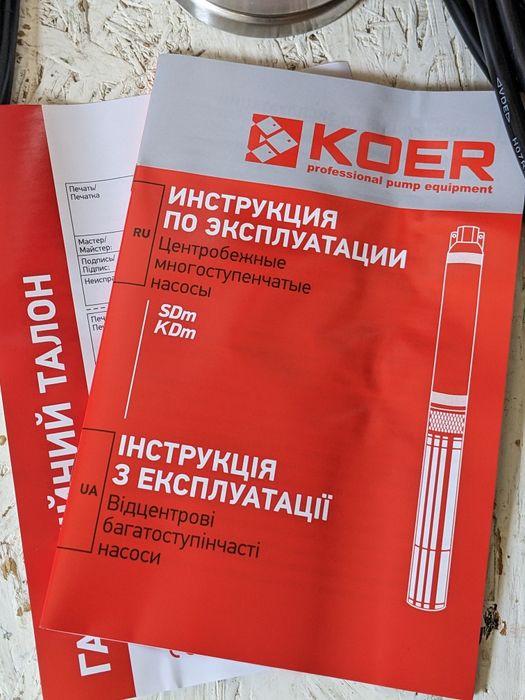 KOER
professional pump equipment
RU
ИНСТРУКЦИЯ
ПО ЭКСПЛУАТАЦИИ
Центробежные
многоступенчатые
насосы
SDm
KDm
UA
ІНСТРУКЦІЯ
З ЕКСПЛУАТАЦІЇ
Відцентрові
багатоступінчасті
насоси
Печать/
Печатка
Мастер/
Майстер:
Подпись/
Підпис:
ТАЛОН
VDE